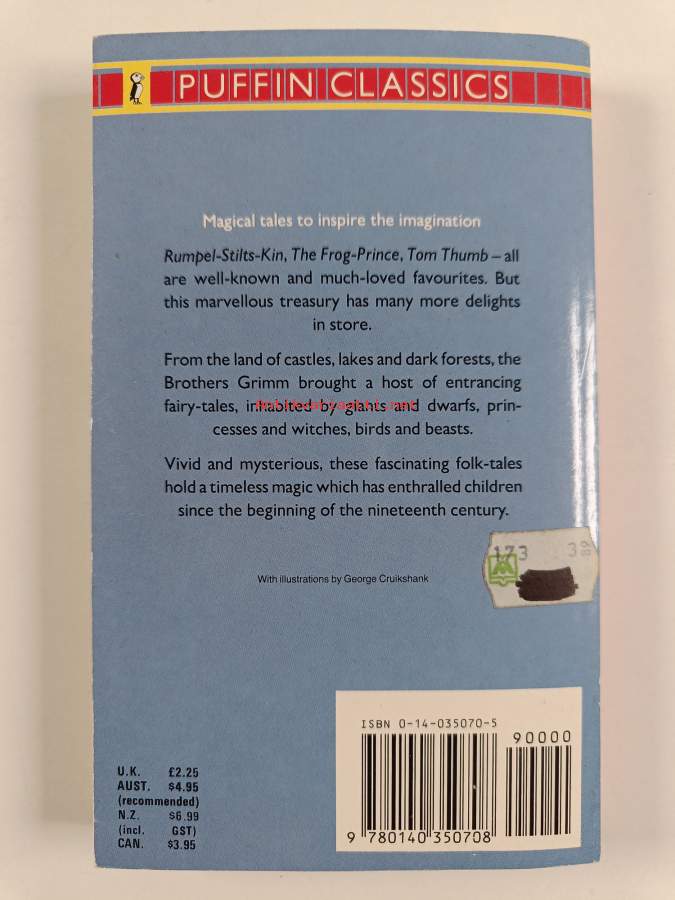 PUFFIN CLASSICS
Magical tales to inspire the imagination
Rumpel-Stilts-Kin, The Frog-Prince, Tom Thumb – all
are well-known and much-loved favourites. But
this marvellous treasury has many more delights
in store.
From the land of castles, lakes and dark forests, the
Brothers Grimm brought a host of entrancing
fairy-tales, inhabited by giants and dwarfs, prin-
cesses and witches, birds and beasts.
Vivid and mysterious, these fascinating folk-tales
hold a timeless magic which has enthralled children
since the beginning of the nineteenth century.
173 3 89
With illustrations by George Cruikshank
ISBN 0-14-035070-5
90000
9 780140 350708
U.K. £2.25
AUST. $4.95
(recommended)
N.Z. $6.99
(incl. GST)
CAN. $3.95